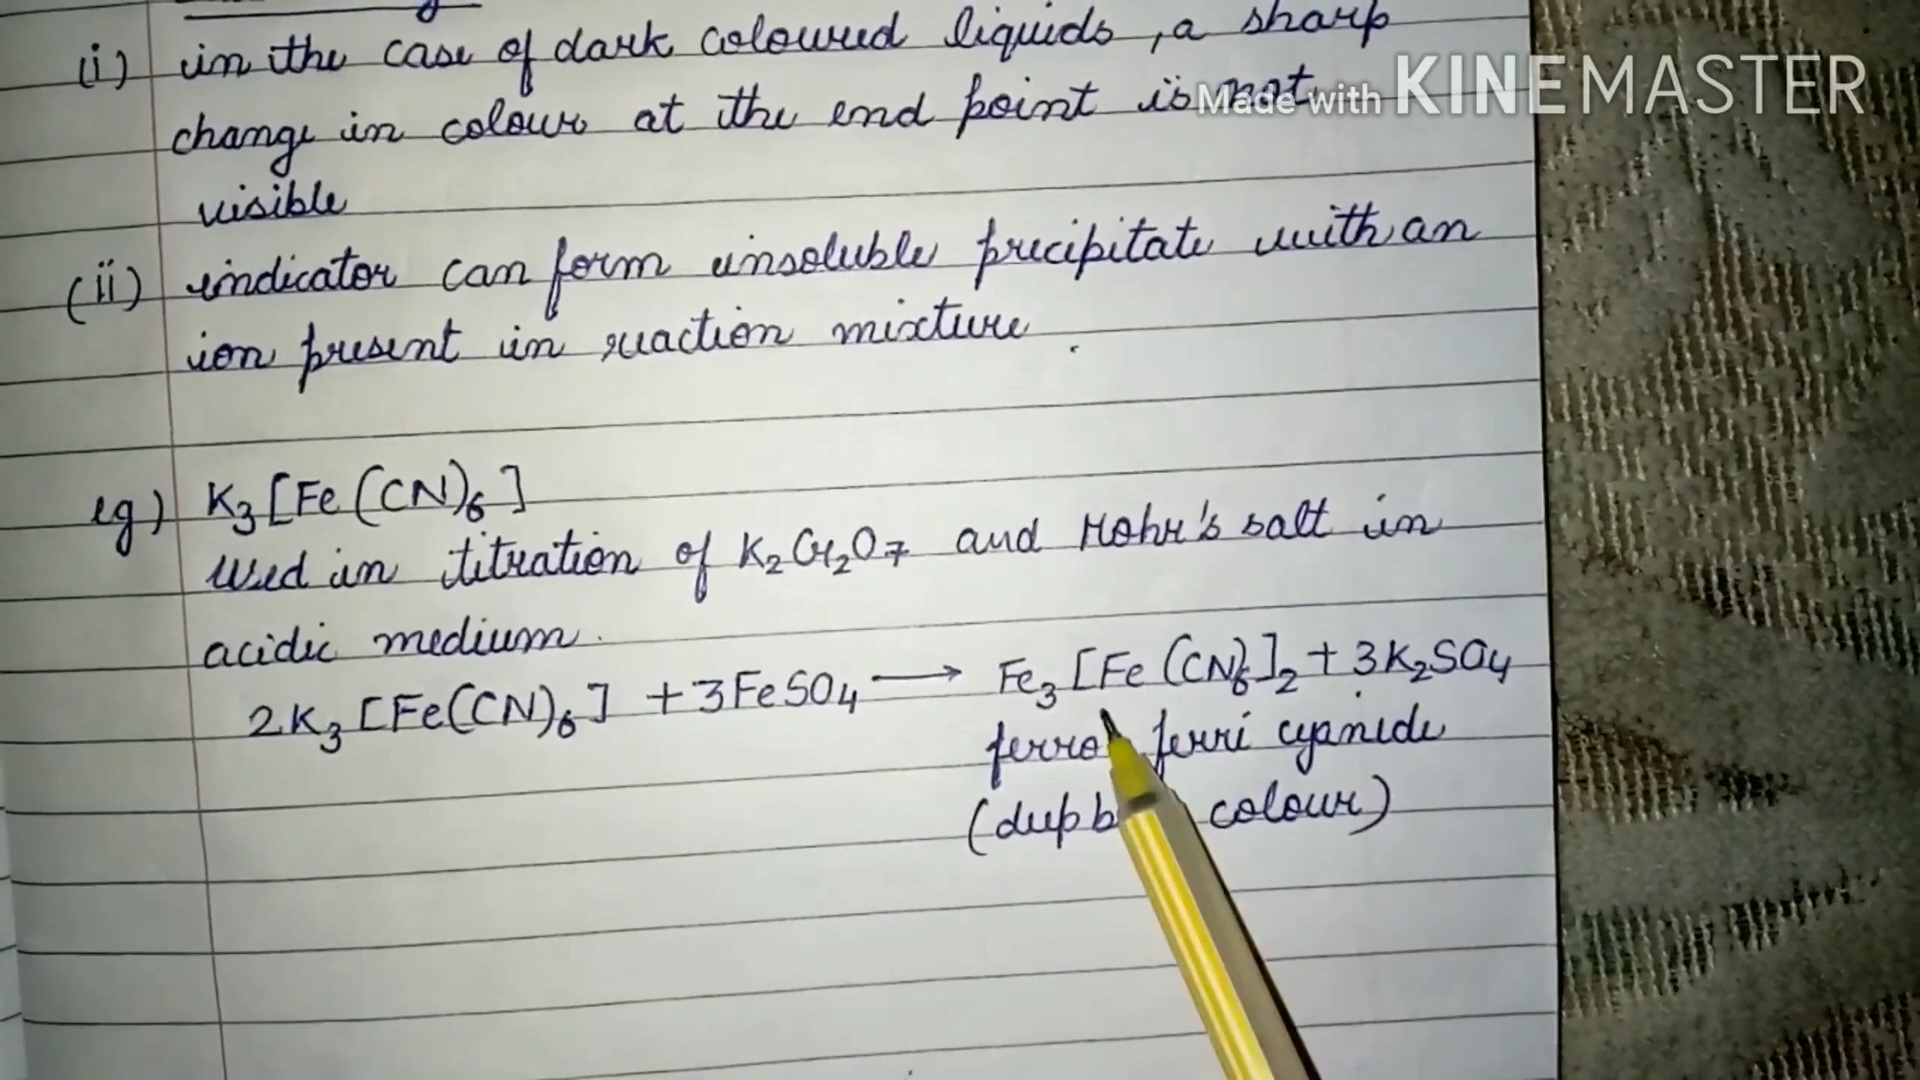 (i) in the case of dark coloured liquids, a sharp
change in colour at the end point is not
Made with KINEMASTER
visible
(ii) indicator can form insoluble precipitate with an
ion present in reaction mixture.
eg) K₃[Fe(CN)₆]
Used in titration of K₂Cr₂O₇ and Mohr's salt in
acidic medium.
2K₃[Fe(CN)₆] + 3FeSO₄ → Fe₃[Fe(CN)₆]₂ + 3K₂SO₄
ferro ferri cyanide
(deep colour)